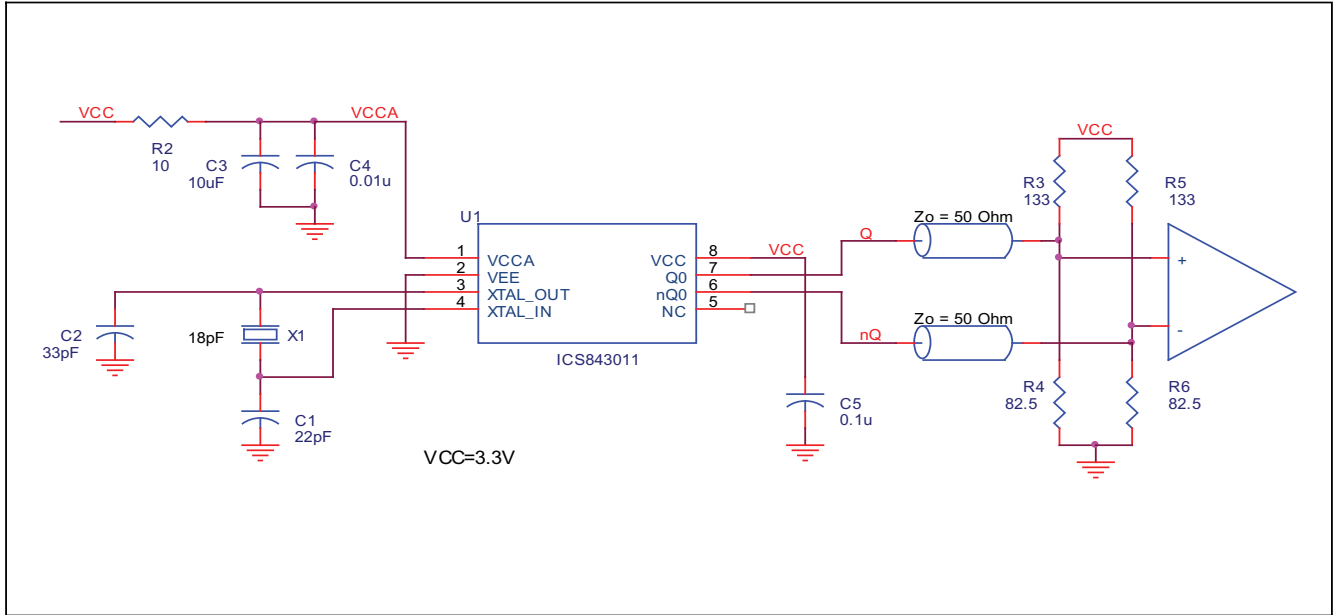 VCC
VCCA
R2
10
C3
10uF
C4
0.01u
U1
1
VCCA
2
VEE
3
XTAL_OUT
4
XTAL_IN
VCC
8
Q0
7
nQ0
6
NC
5
ICS843011
C2
33pF
18pF
X1
C1
22pF
VCC=3.3V
VCC
C5
0.1u
Q
Zo = 50 Ohm
nQ
Zo = 50 Ohm
VCC
R3
133
R5
133
+
-
R4
82.5
R6
82.5